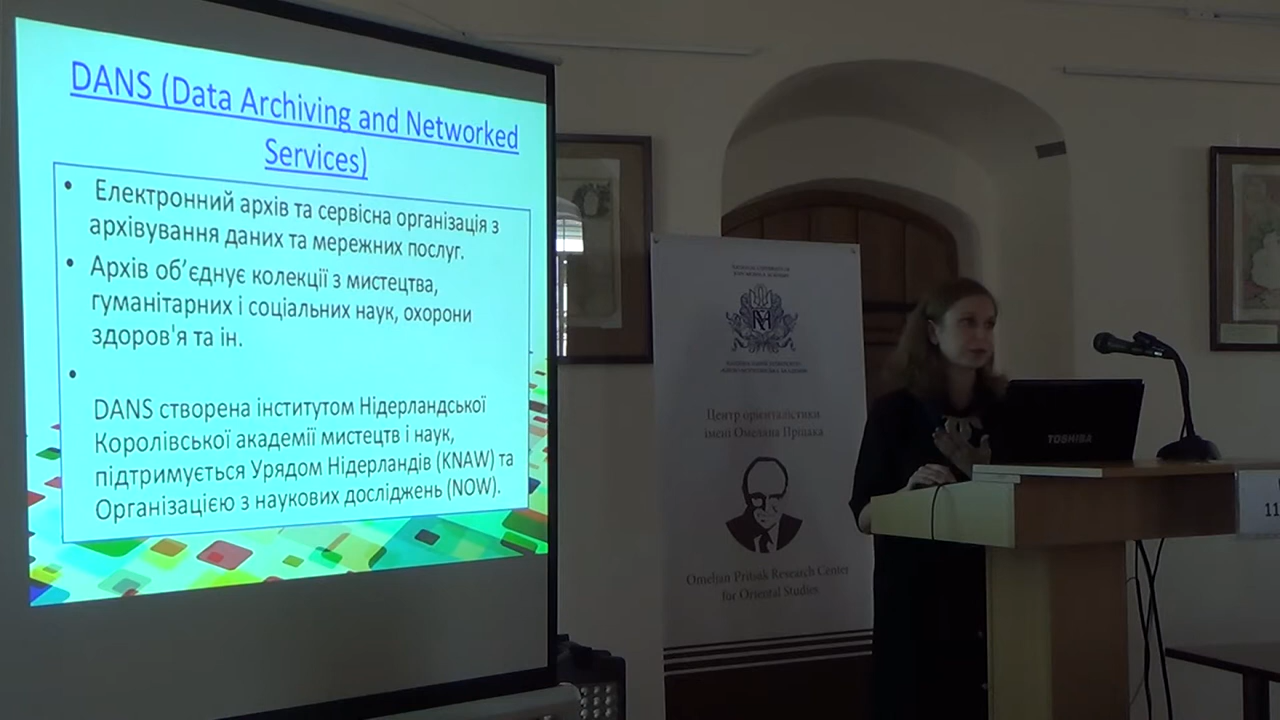 DANS (Data Archiving and Networked
Services)
• Електронний архів та сервісна організація з
архівування даних та мережних послуг.
• Архів об’єднує колекції з мистецтва,
гуманітарних і соціальних наук, охорони
здоров'я та ін.
•
DANS створена інститутом Нідерландської
Королівської академії мистецтв і наук,
підтримується Урядом Нідерландів (KNAW) та
Організацією з наукових досліджень (NOW).
Центр орієнталістики
імені Омеляна Пріцака
Omelian Pritsak Research Center
for Oriental Studies
TOSHIBA
11